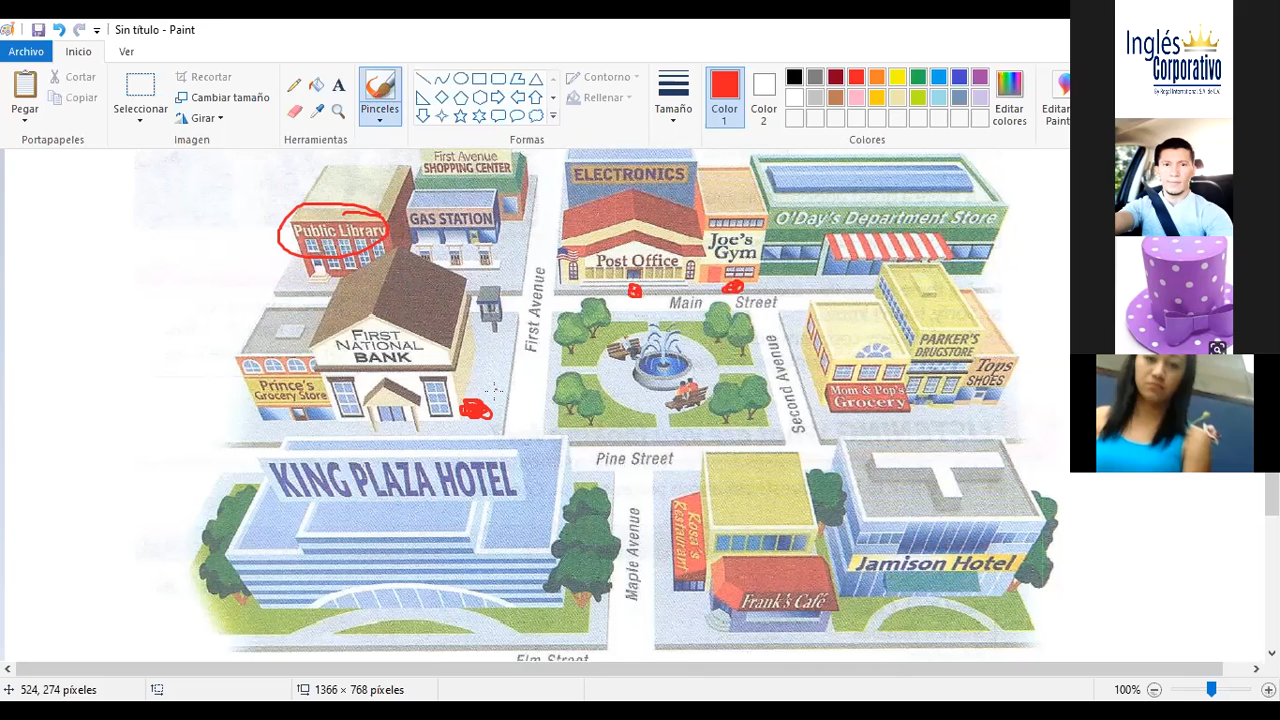 Sin título - Paint
Archivo Inicio Ver
Pegar
Cortar
Copiar
Portapapeles
Seleccionar
Recortar
Cambiar tamaño
Girar
Imagen
A
Herramientas
Pinceles
Contorno
Rellenar
Formas
Tamaño
Color
1
Color
2
Colores
Editar
colores
Editar
Paint
Inglés
Corporativo
First Avenue
SHOPPING CENTER
Public Library
GAS STATION
ELECTRONICS
Post Office
Joe's
Gym
O'Day's Department Store
Main Street
First Avenue
FIRST
NATIONAL
BANK
Prince's
Grocery Store
Second Avenue
PARKER'S
DRUGSTORE
Tops
SHOES
Mom & Pop's
Grocery
Pine Street
KING PLAZA HOTEL
Maple Avenue
Rosa's
Restaurant
Frank's Café
Jamison Hotel
Elm Street
524, 274 píxeles
1366 × 768 píxeles
100%